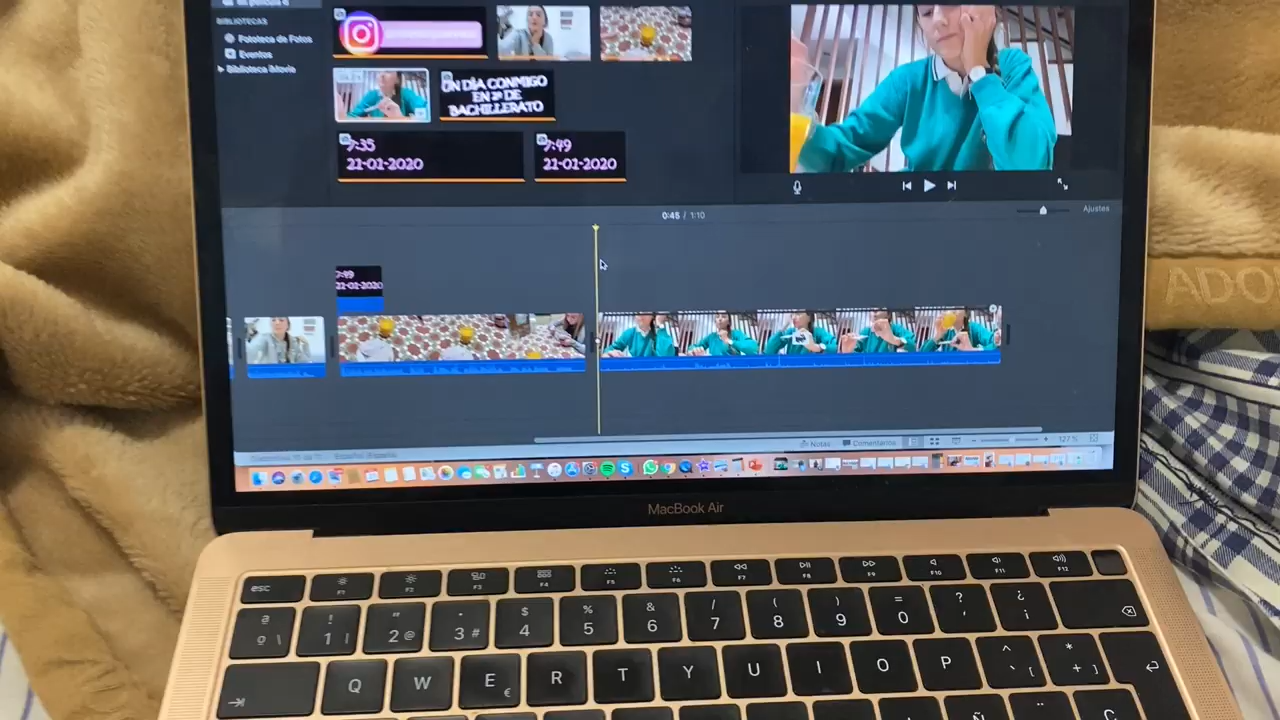 BIBLIOTECAS
Fototeca de Fotos
Eventos
Biblioteca iMovie
UN DÍA CONMIGO
EN 2º DE
BACHILLERATO
7:35
21-01-2020
7:49
21-01-2020
0:45 / 1:10
Ajustes
7:49
21-01-2020
ADO
Notas
Comentarios
127 %
MacBook Air
esc
F1
F2
F3
F4
F5
F6
F7
F8
F9
F10
F11
F12
ª
º \
!
1 |
"
2 @
·
3 #
$
4
%
5
&
6
/
7
(
8
)
9
=
0
?
'
¿
¡
Q
W
E
€
R
T
Y
U
I
O
P
^
` [
*
+ ]
Ñ
¨
Ç